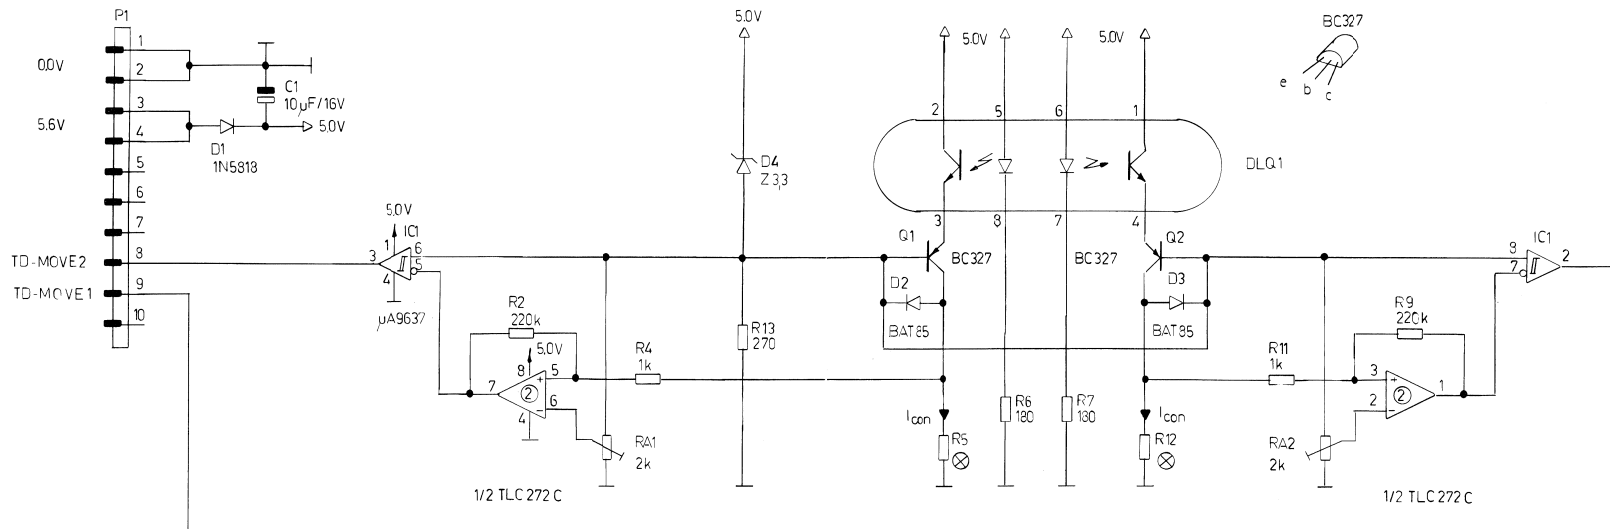 P1
1
0.0V
2
3
5.6V
4
5
6
7
TD-MOVE2
8
TD-MOVE1
9
10
C1
10µF/16V
5.0V
D1
1N5818
5.0V
IC1
1
3
6
5
4
µA9637
R2
220k
5.0V
8
5
7
2
6
4
+
−
R4
1k
RA1
2k
1/2 TLC 272 C
5.0V
D4
Z 3,3
R13
270
5.0V
5.0V
2
5
6
1
DLQ1
3
8
7
4
Q1
BC327
BC327
Q2
D2
BAT85
D3
BAT85
Icon
R5
R6
180
R7
180
Icon
R12
BC327
e
b
c
IC1
8
7
2
R9
220k
R11
1k
3
1
2
2
+
−
RA2
2k
1/2 TLC 272 C